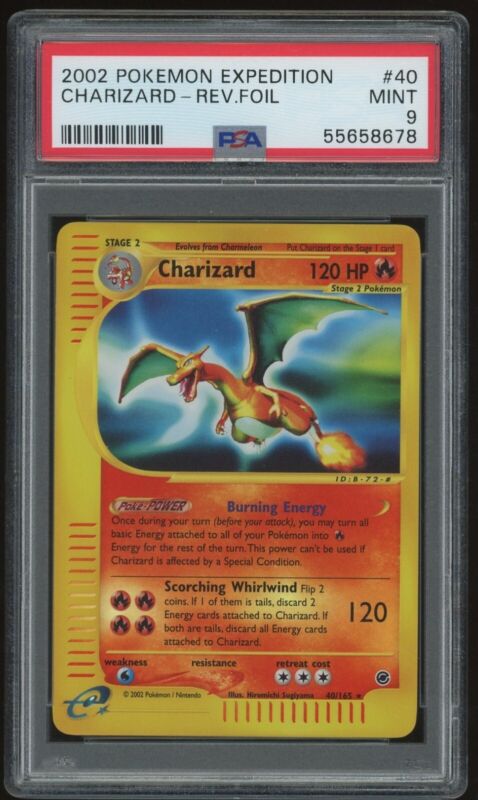 2002 POKEMON EXPEDITION #40
CHARIZARD - REV.FOIL MINT
9
PSA 55658678
STAGE 2 Evolves from Charmeleon Put Charizard on the Stage 1 card
Charizard 120 HP
Stage 2 Pokémon
ID:B-72-#
Poké-POWER Burning Energy
Once during your turn (before your attack), you may turn all
basic Energy attached to all of your Pokémon into
Energy for the rest of the turn. This power can't be used if
Charizard is affected by a Special Condition.
Scorching Whirlwind Flip 2
coins. If 1 of them is tails, discard 2
Energy cards attached to Charizard. If
both are tails, discard all Energy cards
attached to Charizard.
120
weakness resistance retreat cost
e
© 2002 Pokémon / Nintendo Illus. Hiromichi Sugiyama 40/165 ★